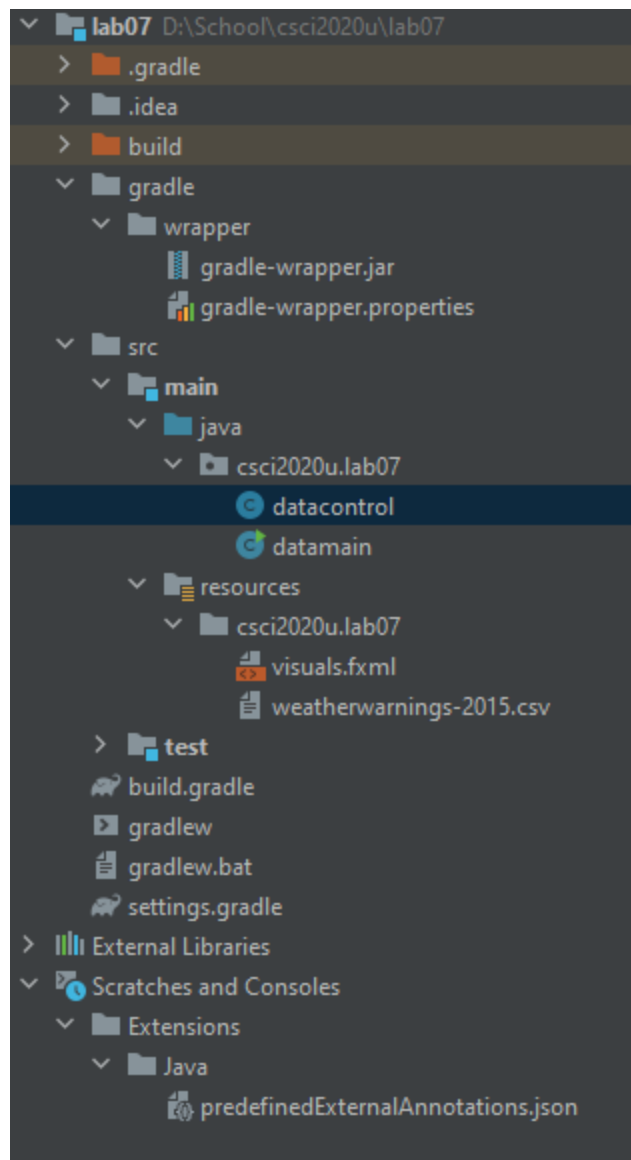 lab07 D:\School\csci2020u\lab07
.gradle
.idea
build
gradle
wrapper
gradle-wrapper.jar
gradle-wrapper.properties
src
main
java
csci2020u.lab07
datacontrol
datamain
resources
csci2020u.lab07
visuals.fxml
weatherwarnings-2015.csv
test
build.gradle
gradlew
gradlew.bat
settings.gradle
External Libraries
Scratches and Consoles
Extensions
Java
predefinedExternalAnnotations.json